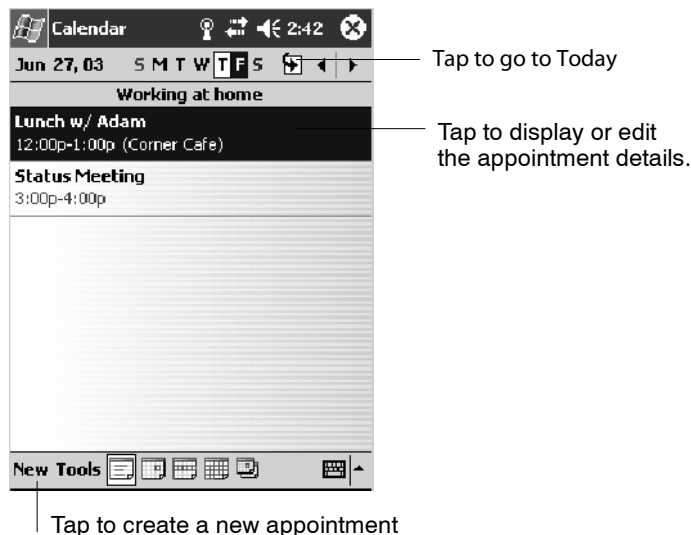 Calendar 2:42
Jun 27, 03 S M T W T F S
Tap to go to Today
Working at home
Lunch w/ Adam
12:00p-1:00p (Corner Cafe)
Tap to display or edit
the appointment details.
Status Meeting
3:00p-4:00p
New Tools
Tap to create a new appointment